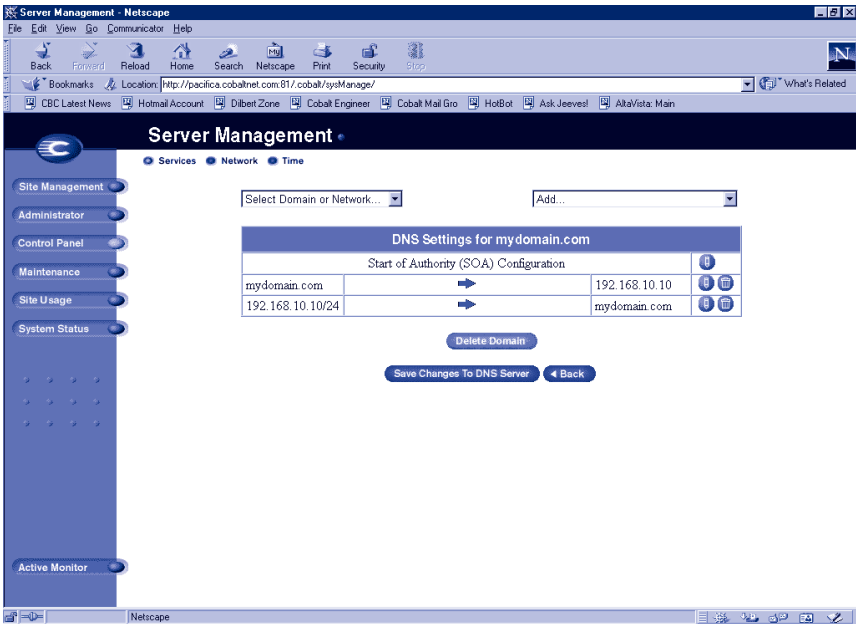 Server Management - Netscape
File Edit View Go Communicator Help
Back Forward Reload Home Search Netscape Print Security Stop
My
N
Bookmarks Location: http://pacifica.cobaltnet.com:81/.cobalt/sysManage/ What's Related
CBC Latest News Hotmail Account Dilbert Zone Cobalt Engineer Cobalt Mail Gro HotBot Ask Jeeves! AltaVista: Main
Server Management
Services Network Time
Site Management
Administrator
Control Panel
Maintenance
Site Usage
System Status
Active Monitor
Select Domain or Network... Add...
DNS Settings for mydomain.com
Start of Authority (SOA) Configuration
mydomain.com 192.168.10.10
192.168.10.10/24 mydomain.com
Delete Domain
Save Changes To DNS Server Back
Netscape